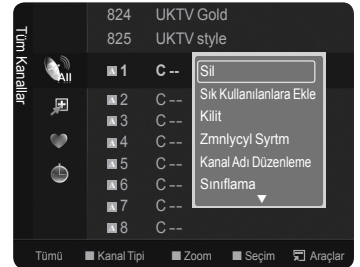 Tüm Kanallar
824 UKTV Gold
825 UKTV style
All
A 1 C --
A 2 C --
A 3 C --
A 4 C --
A 5 C --
A 6 C --
A 7 C --
A 8 C --
Sil
Sık Kullanılanlara Ekle
Kilit
Zmnlycyl Syrtm
Kanal Adı Düzenleme
Sınıflama
Tümü Kanal Tipi Zoom Seçim Araçlar